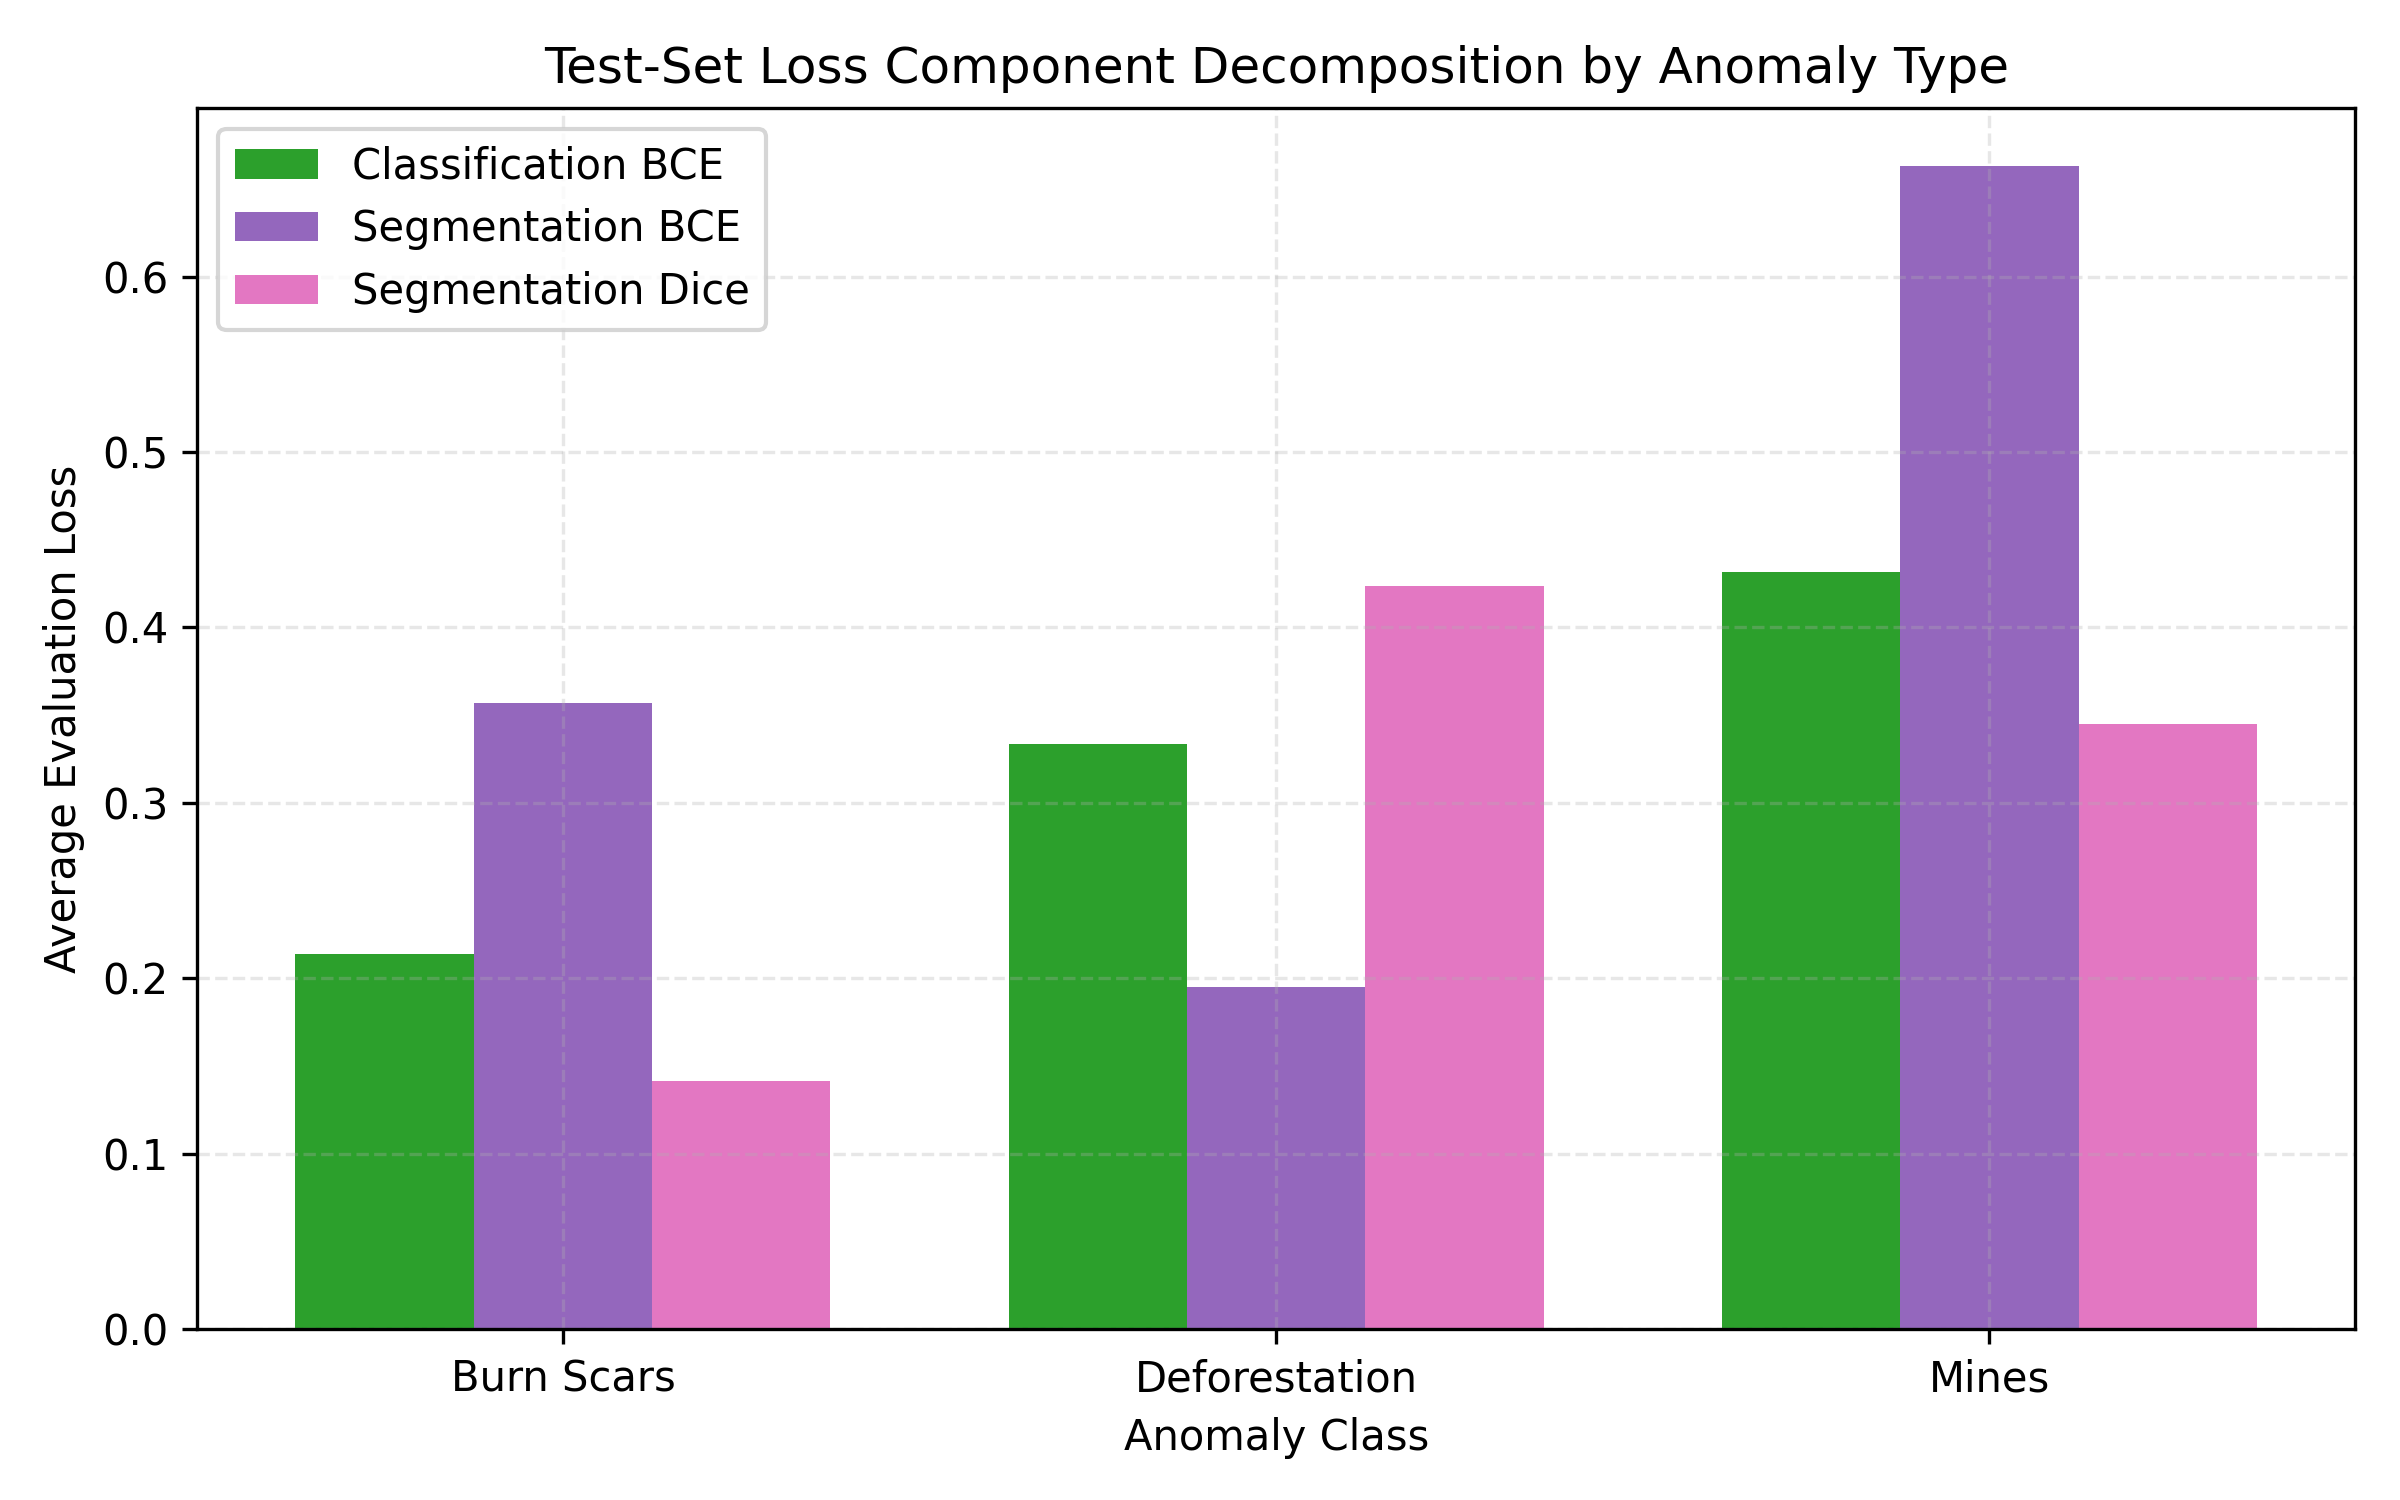 Test-Set Loss Component Decomposition by Anomaly Type
Classification BCE
Segmentation BCE
Segmentation Dice
Average Evaluation Loss
0.6
0.5
0.4
0.3
0.2
0.1
0.0
Burn Scars
Deforestation
Mines
Anomaly Class